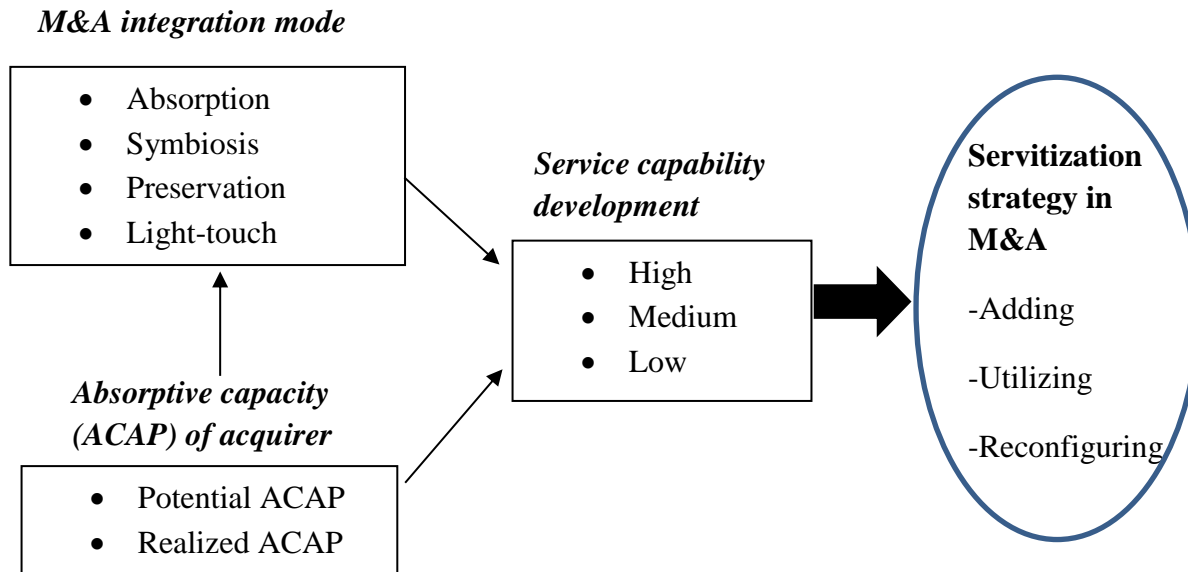 M&A integration mode
• Absorption
• Symbiosis
• Preservation
• Light-touch
Absorptive capacity
(ACAP) of acquirer
• Potential ACAP
• Realized ACAP
Service capability
development
• High
• Medium
• Low
Servitization
strategy in
M&A
-Adding
-Utilizing
-Reconfiguring